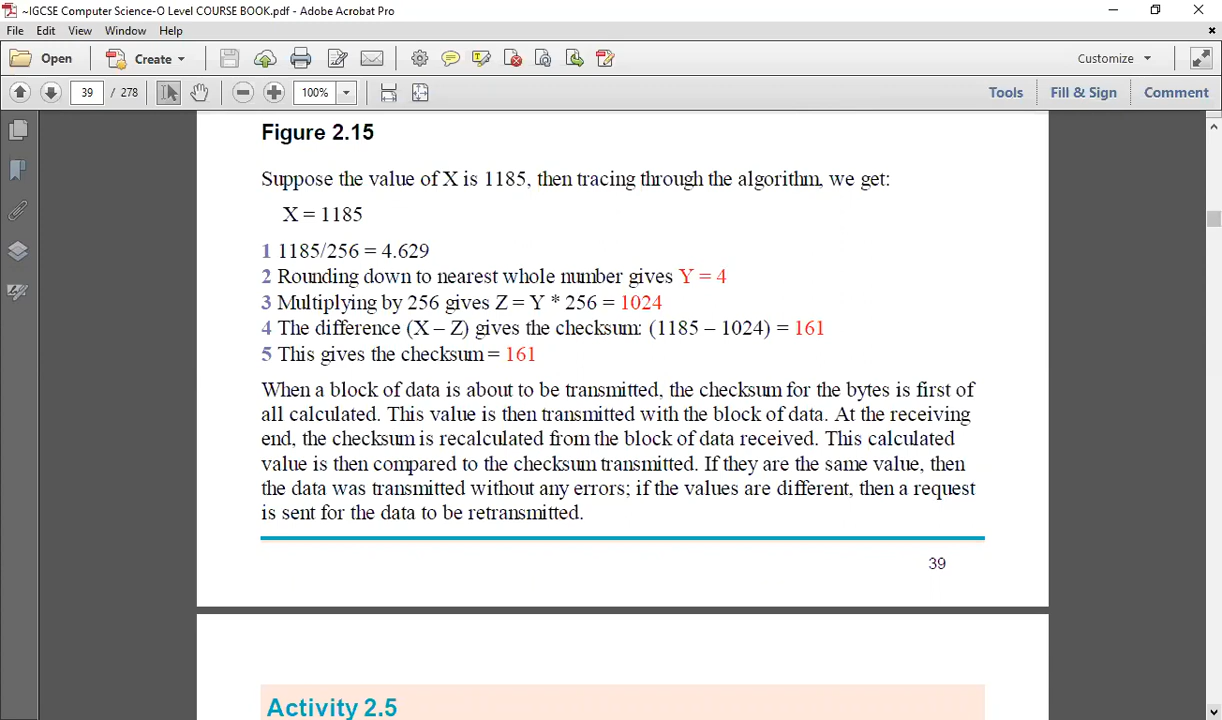 ~IGCSE Computer Science-O Level COURSE BOOK.pdf - Adobe Acrobat Pro
File Edit View Window Help
Open Create Customize
39 / 278 100% Tools Fill & Sign Comment
Figure 2.15
Suppose the value of X is 1185, then tracing through the algorithm, we get:
X = 1185
1 1185/256 = 4.629
2 Rounding down to nearest whole number gives Y = 4
3 Multiplying by 256 gives Z = Y * 256 = 1024
4 The difference (X – Z) gives the checksum: (1185 – 1024) = 161
5 This gives the checksum = 161
When a block of data is about to be transmitted, the checksum for the bytes is first of
all calculated. This value is then transmitted with the block of data. At the receiving
end, the checksum is recalculated from the block of data received. This calculated
value is then compared to the checksum transmitted. If they are the same value, then
the data was transmitted without any errors; if the values are different, then a request
is sent for the data to be retransmitted.
39
Activity 2.5